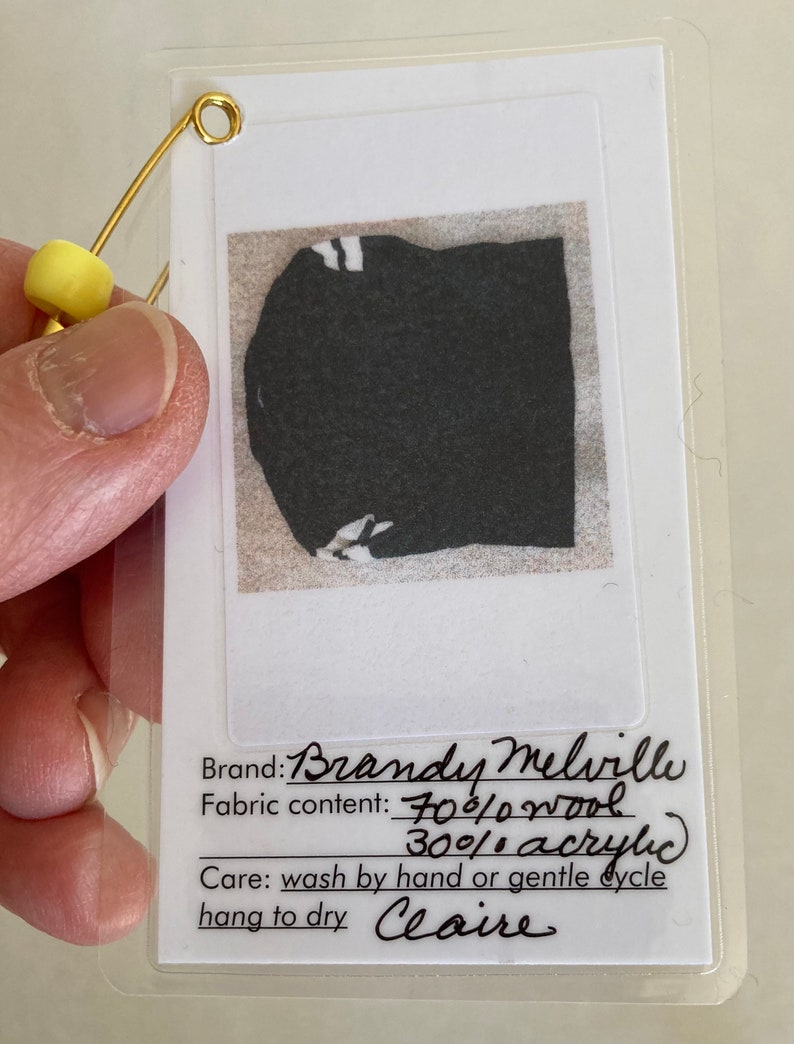 Brand: Brandy Melville
Fabric content: 70% wool
30% acrylic
Care: wash by hand or gentle cycle
hang to dry Claire